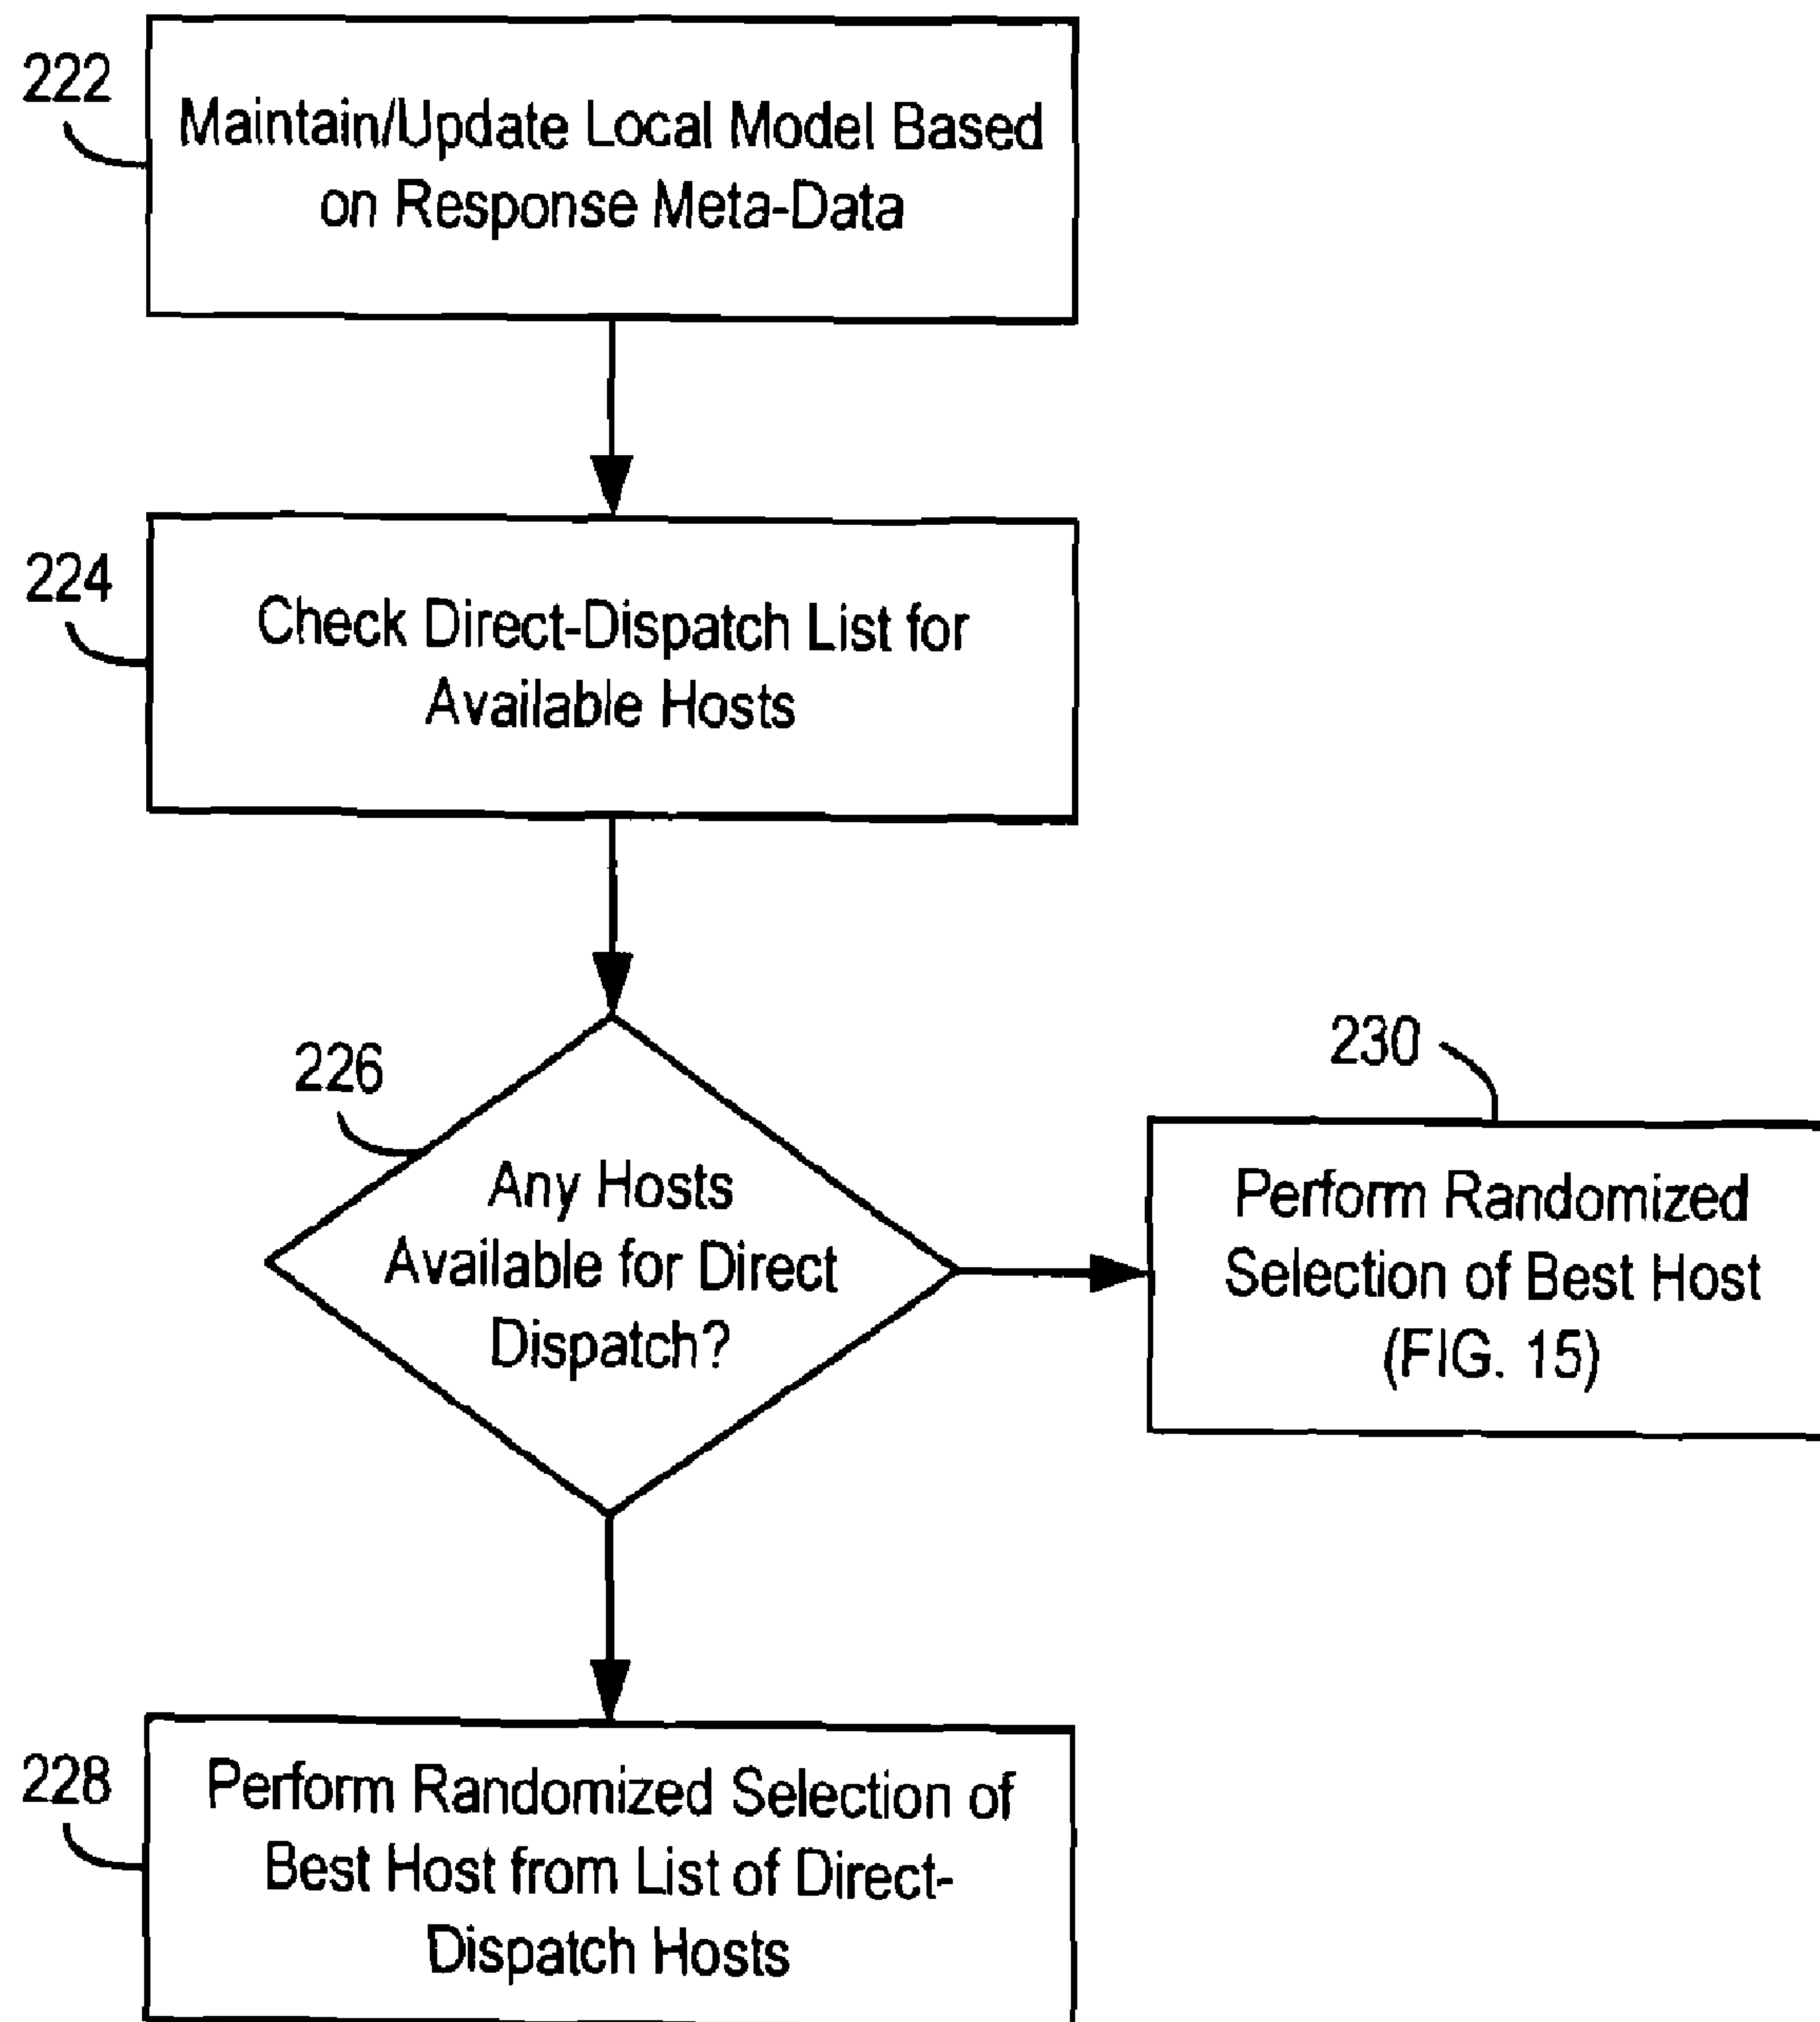 222
Maintain/Update Local Model Based
on Response Meta-Data
224
Check Direct-Dispatch List for
Available Hosts
226
Any Hosts
Available for Direct
Dispatch?
230
Perform Randomized
Selection of Best Host
(FIG. 15)
228
Perform Randomized Selection of
Best Host from List of Direct-
Dispatch Hosts